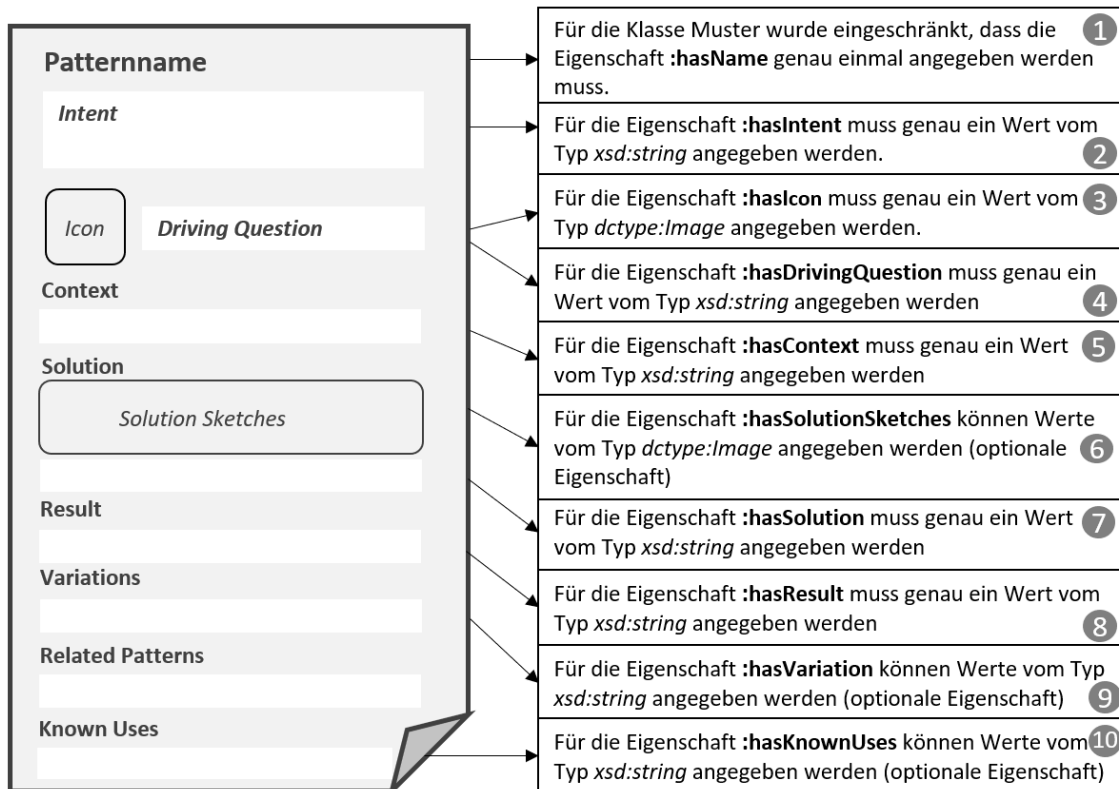 Patternname
Intent
Icon
Driving Question
Context
Solution
Solution Sketches
Result
Variations
Related Patterns
Known Uses
Für die Klasse Muster wurde eingeschränkt, dass die
Eigenschaft :hasName genau einmal angegeben werden
muss.
1
Für die Eigenschaft :hasIntent muss genau ein Wert vom
Typ xsd:string angegeben werden.
2
Für die Eigenschaft :hasIcon muss genau ein Wert vom
Typ dctype:Image angegeben werden.
3
Für die Eigenschaft :hasDrivingQuestion muss genau ein
Wert vom Typ xsd:string angegeben werden
4
Für die Eigenschaft :hasContext muss genau ein Wert
vom Typ xsd:string angegeben werden
5
Für die Eigenschaft :hasSolutionSketches können Werte
vom Typ dctype:Image angegeben werden (optionale
Eigenschaft)
6
Für die Eigenschaft :hasSolution muss genau ein Wert
vom Typ xsd:string angegeben werden
7
Für die Eigenschaft :hasResult muss genau ein Wert vom
Typ xsd:string angegeben werden
8
Für die Eigenschaft :hasVariation können Werte vom Typ
xsd:string angegeben werden (optionale Eigenschaft)
9
Für die Eigenschaft :hasKnownUses können Werte vom
Typ xsd:string angegeben werden (optionale Eigenschaft)
10